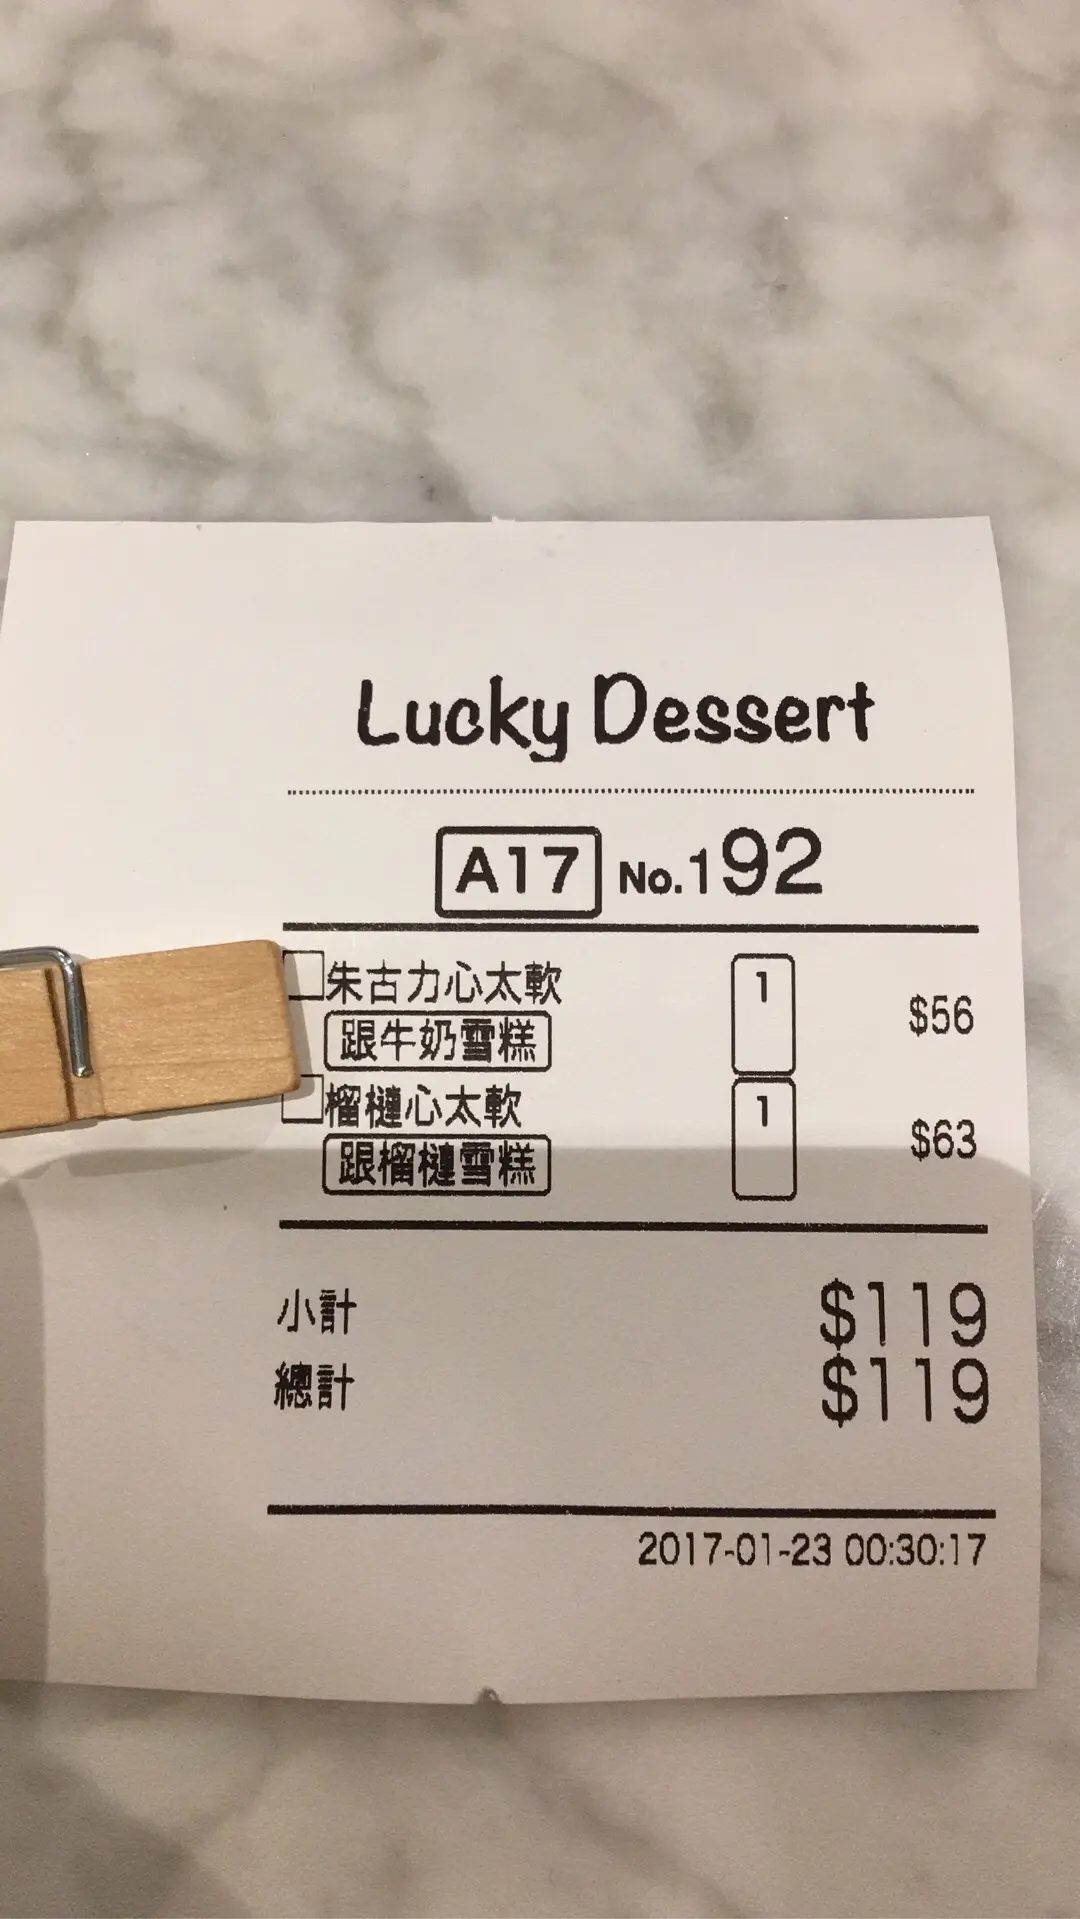 Lucky Dessert
A17 No.192
朱古力心太軟 1 $56
跟牛奶雪糕
榴槤心太軟 1 $63
跟榴槤雪糕
小計 $119
總計 $119
2017-01-23 00:30:17